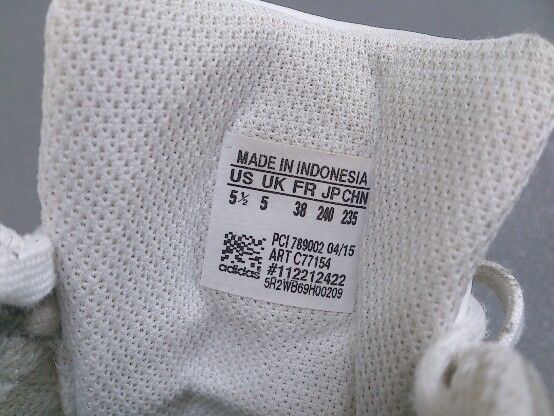 MADE IN INDONESIA
US UK FR JP CHN
5½ 5 38 240 235
PCI 789002 04/15
ART C77154
#112212422
adidas 5R2WB69H00209